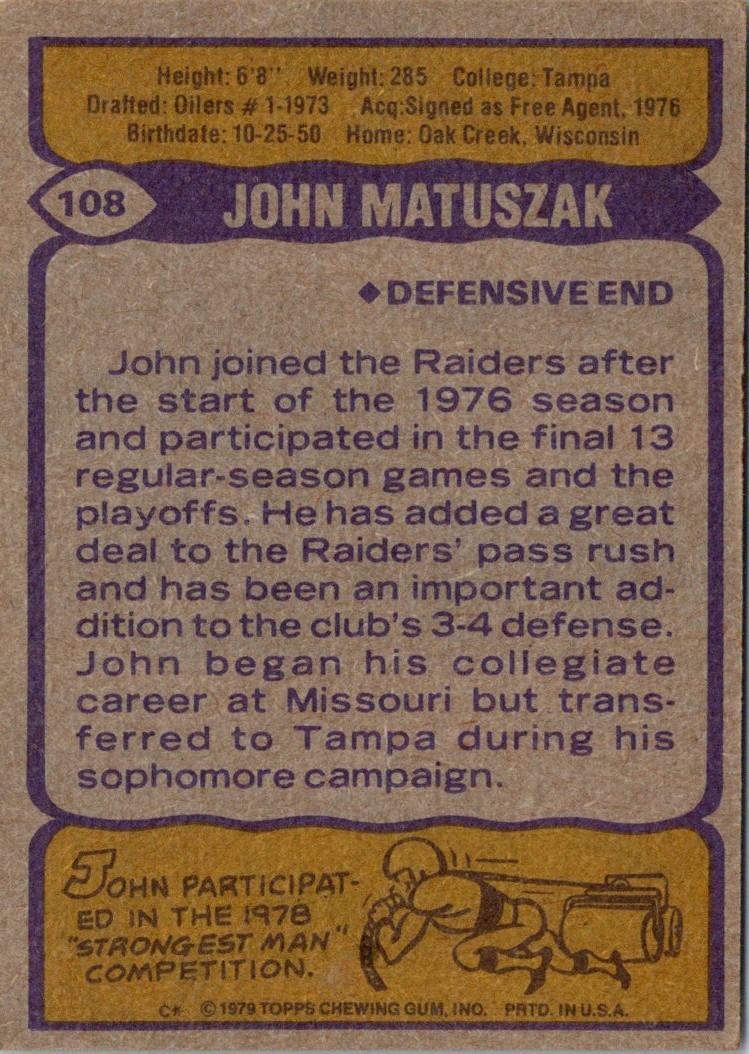 Height: 6'8" Weight: 285 College: Tampa
Drafted: Oilers # 1-1973 Acq:Signed as Free Agent, 1976
Birthdate: 10-25-50 Home: Oak Creek, Wisconsin
108 JOHN MATUSZAK
◆DEFENSIVE END
John joined the Raiders after
the start of the 1976 season
and participated in the final 13
regular-season games and the
playoffs. He has added a great
deal to the Raiders' pass rush
and has been an important ad-
dition to the club's 3-4 defense.
John began his collegiate
career at Missouri but trans-
ferred to Tampa during his
sophomore campaign.
JOHN PARTICIPAT-
ED IN THE 1978
"STRONGEST MAN"
COMPETITION.
C* © 1979 TOPPS CHEWING GUM, INC. PRTD. IN U.S.A.